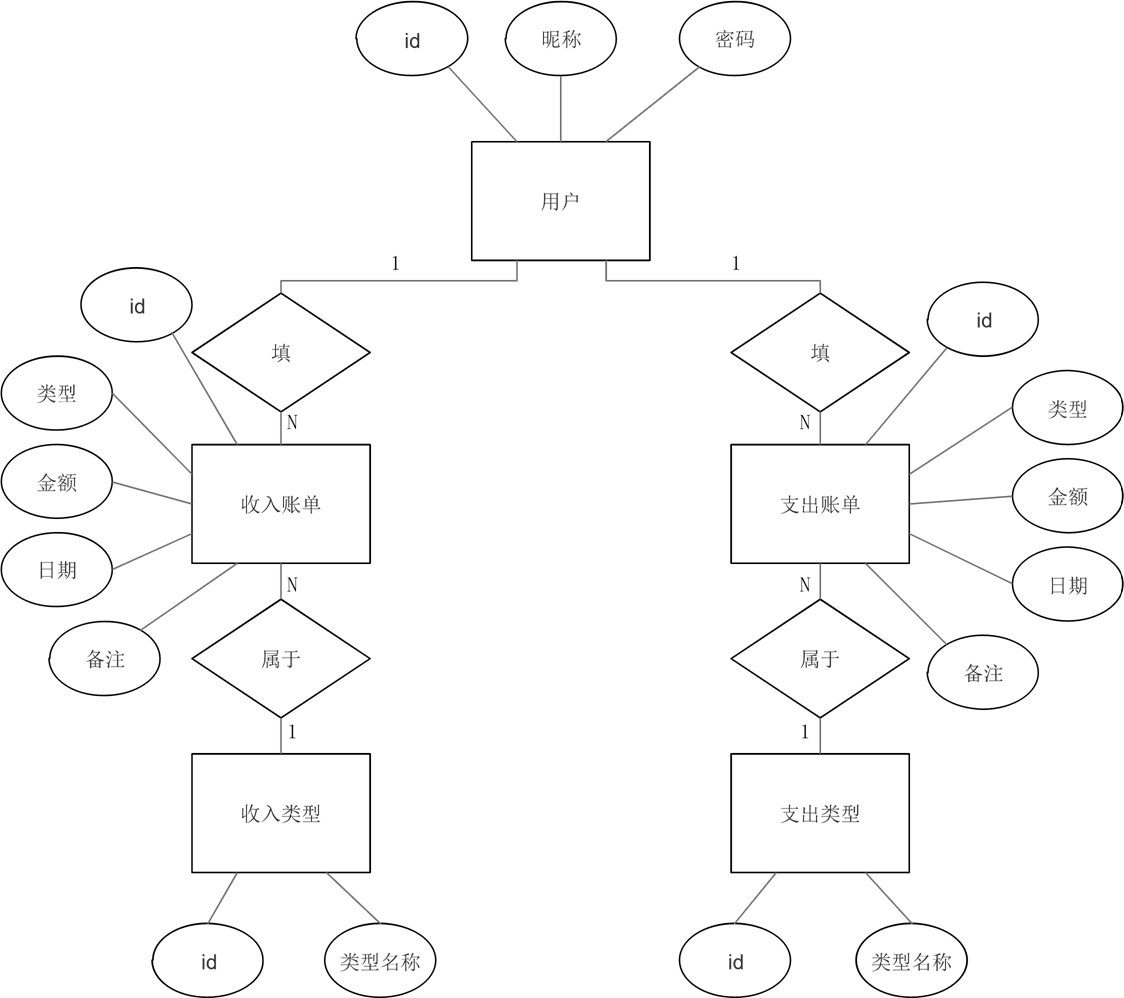 id
昵称
密码
用户
1
1
id
填
填
id
类型
类型
N
N
金额
收入账单
支出账单
金额
日期
日期
N
N
备注
属于
属于
备注
1
1
收入类型
支出类型
id
类型名称
id
类型名称